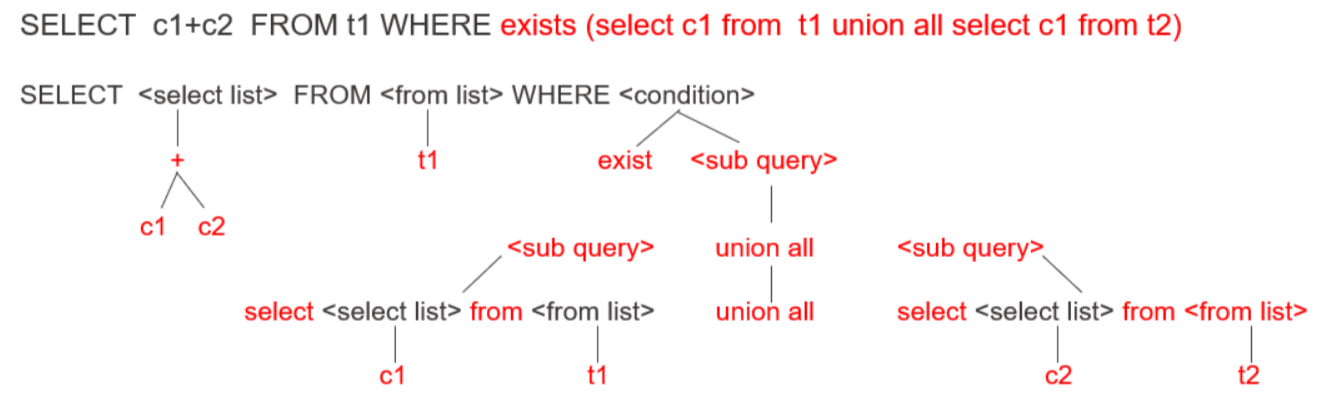 SELECT c1+c2 FROM t1 WHERE exists (select c1 from t1 union all select c1 from t2)
SELECT <select list> FROM <from list> WHERE <condition>
+ t1 exist <sub query>
c1 c2
<sub query> union all <sub query>
select <select list> from <from list> union all select <select list> from <from list>
c1 t1 c2 t2